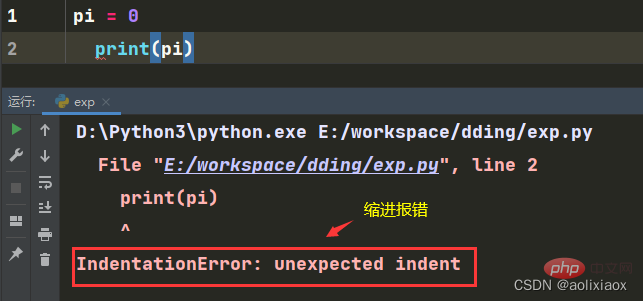 1 pi = 0
2 print(pi)
运行: exp
D:\Python3\python.exe E:/workspace/dding/exp.py
File "E:/workspace/dding/exp.py", line 2
print(pi)
^
缩进报错
IndentationError: unexpected indent
php 中文网
CSDN @aolixiaox